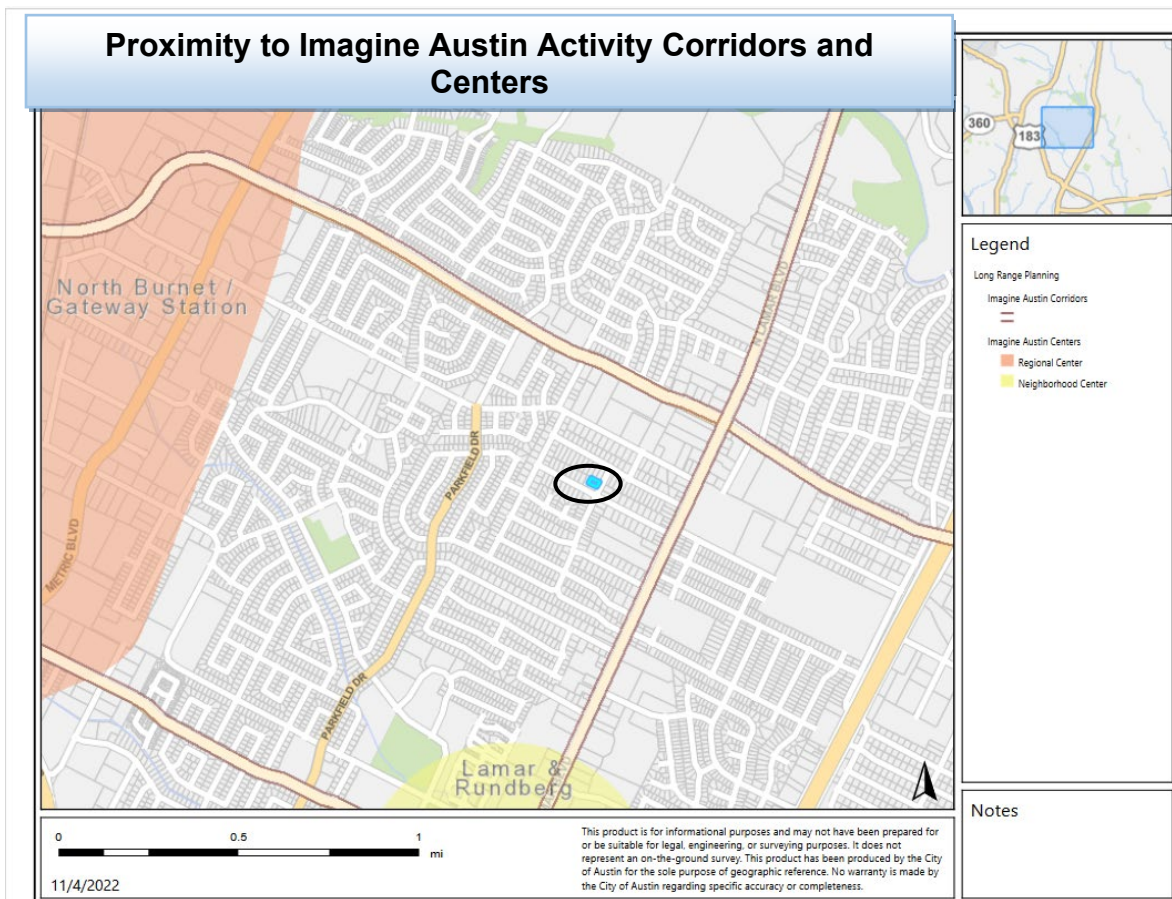 Proximity to Imagine Austin Activity Corridors and
Centers
North Burnet /
Gateway Station
N LAMAR BLVD
PARKFIELD DR
METRIC BLVD
PARKFIELD DR
Lamar &
Rundberg
360
183
Legend
Long Range Planning
Imagine Austin Corridors
Imagine Austin Centers
Regional Center
Neighborhood Center
Notes
0 0.5 1
mi
11/4/2022
This product is for informational purposes and may not have been prepared for
or be suitable for legal, engineering, or surveying purposes. It does not
represent an on-the-ground survey. This product has been produced by the City
of Austin for the sole purpose of geographic reference. No warranty is made by
the City of Austin regarding specific accuracy or completeness.